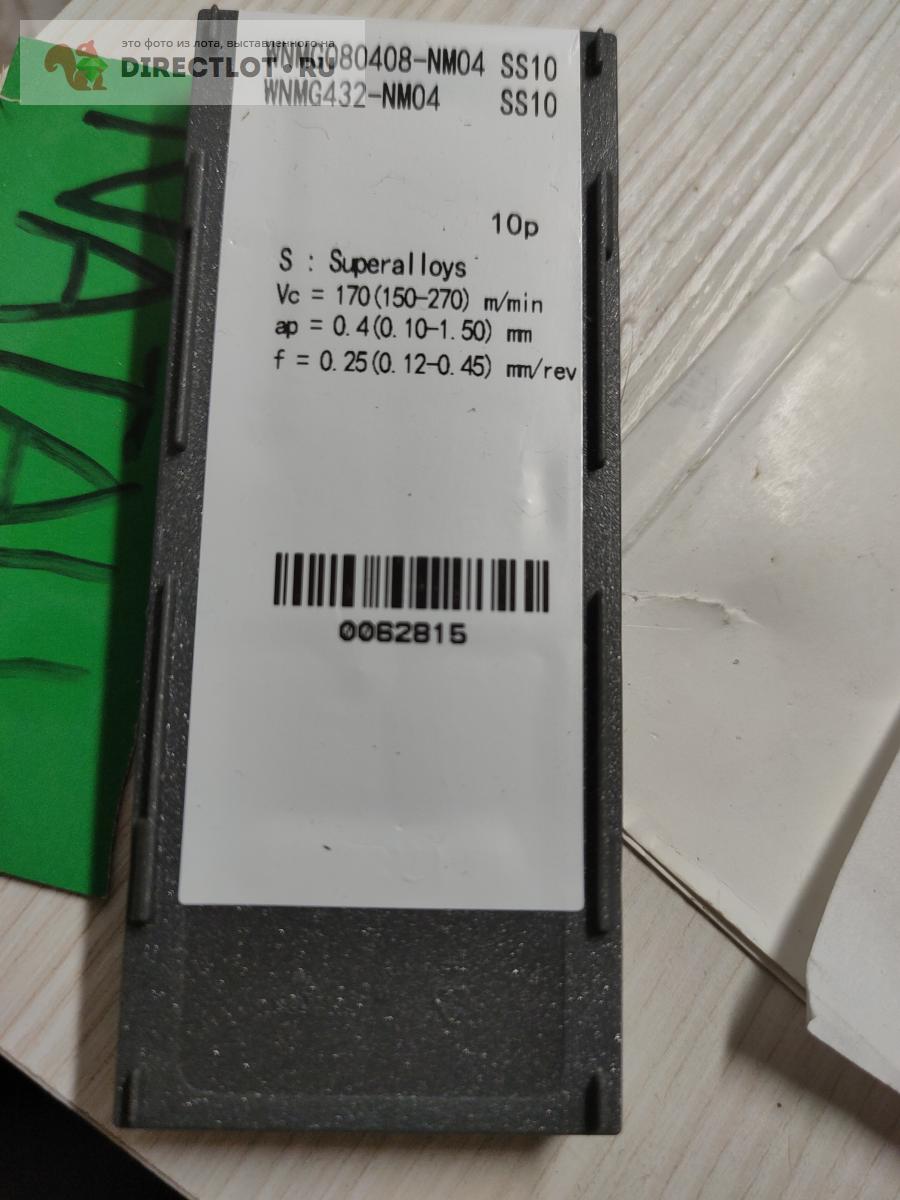 это фото из лота, выставленного на
DIRECTLOT.RU
WNMG080408-NM04 SS10
WNMG432-NM04 SS10
10p
S : Superalloys
Vc = 170(150-270) m/min
ap = 0.4(0.10-1.50) mm
f = 0.25(0.12-0.45) mm/rev
0062815